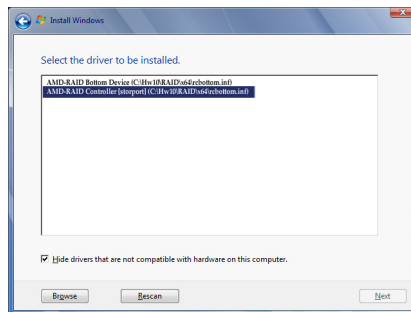 Install Windows
Select the driver to be installed.
AMD-RAID Bottom Device (C:\Hw10\RAID\x64\rcbottom.inf)
AMD-RAID Controller [storport] (C:\Hw10\RAID\x64\rcbottom.inf)
Hide drivers that are not compatible with hardware on this computer.
Browse
Rescan
Next